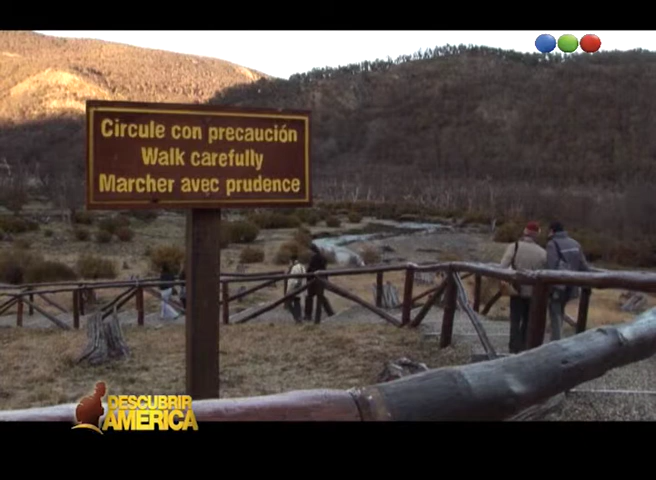 Circule con precaución
Walk carefully
Marcher avec prudence
DESCUBRIR
AMERICA